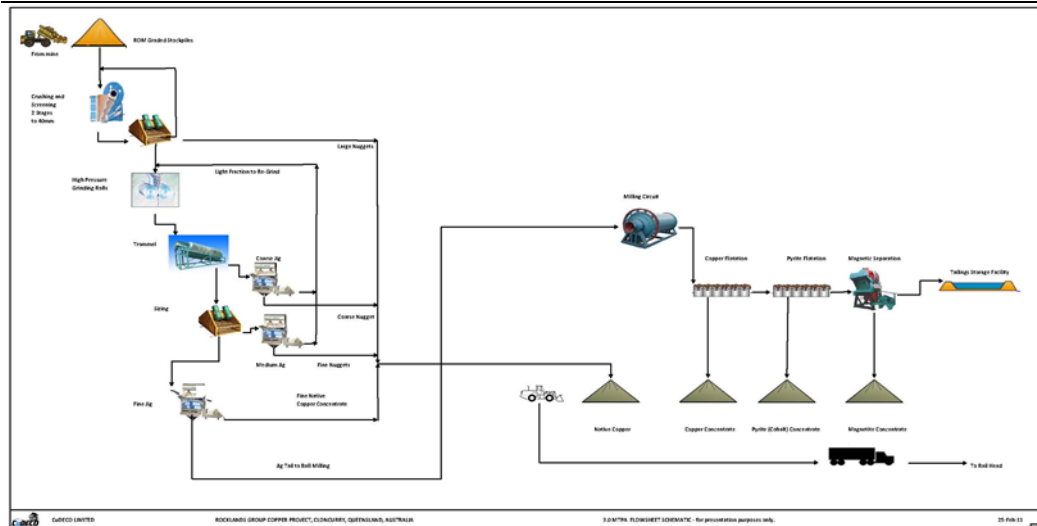 ROM Graded Stockpiles
From mine
Crushing and
Screening
2 Stages
to 40mm
Large Nuggets
Light Fraction to Re-Grind
High Pressure
Grinding Rolls
Milling Circuit
Trommel
Coarse Jig
Copper Flotation
Pyrite Flotation
Magnetic Separation
Tailings Storage Facility
Sizing
Coarse Nugget
Medium Jig
Fine Nuggets
Fine Jig
Fine Native
Copper Concentrate
Native Copper
Copper Concentrate
Pyrite (Cobalt) Concentrate
Magnetite Concentrate
Jig Tail to Ball Milling
To Rail Head
CuDECO
CuDECO LIMITED
ROCKLANDS GROUP COPPER PROJECT, CLONCURRY, QUEENSLAND, AUSTRALIA
3.0 MTPA FLOWSHEET SCHEMATIC - for presentation purposes only.
25-Feb-11